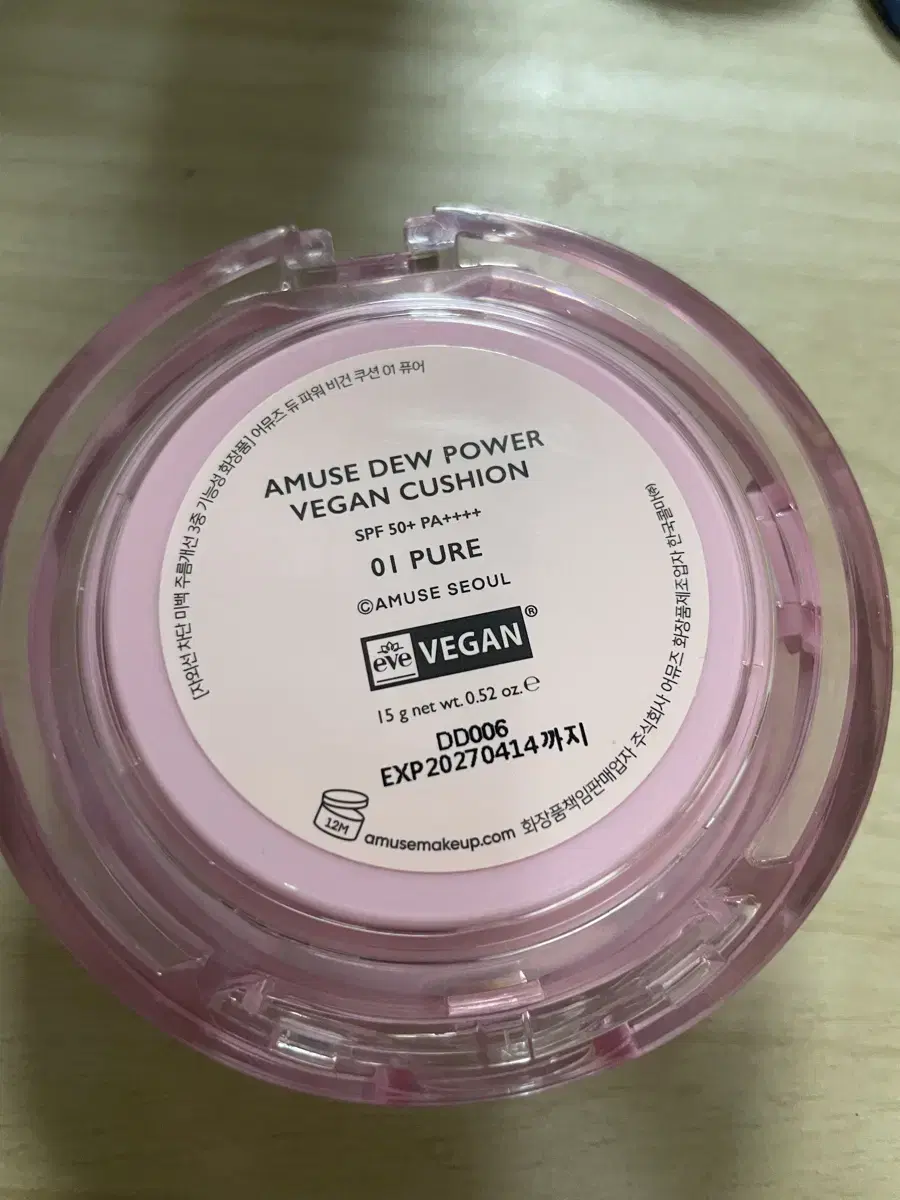 [자외선 차단 미백 주름개선 3중 기능성 화장품] 어뮤즈 듀 파워 비건 쿠션 01 퓨어
AMUSE DEW POWER
VEGAN CUSHION
SPF 50+ PA++++
01 PURE
©AMUSE SEOUL
eve VEGAN®
15 g net wt. 0.52 oz.℮
DD006
EXP20270414까지
12M
amusemakeup.com
화장품책임판매업자 주식회사 어뮤즈 화장품제조업자 한국콜마㈜